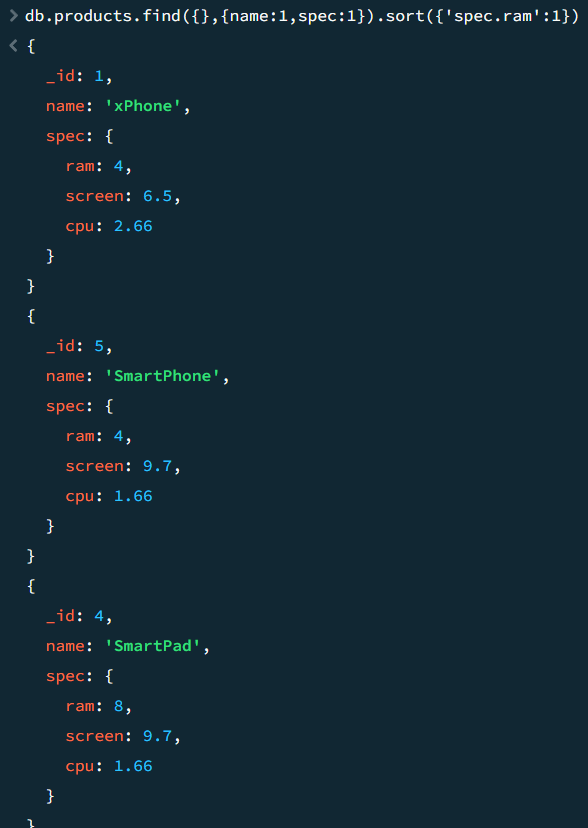 > db.products.find({},{name:1,spec:1}).sort({'spec.ram':1})
< {
_id: 1,
name: 'xPhone',
spec: {
ram: 4,
screen: 6.5,
cpu: 2.66
}
}
{
_id: 5,
name: 'SmartPhone',
spec: {
ram: 4,
screen: 9.7,
cpu: 1.66
}
}
{
_id: 4,
name: 'SmartPad',
spec: {
ram: 8,
screen: 9.7,
cpu: 1.66
}
}